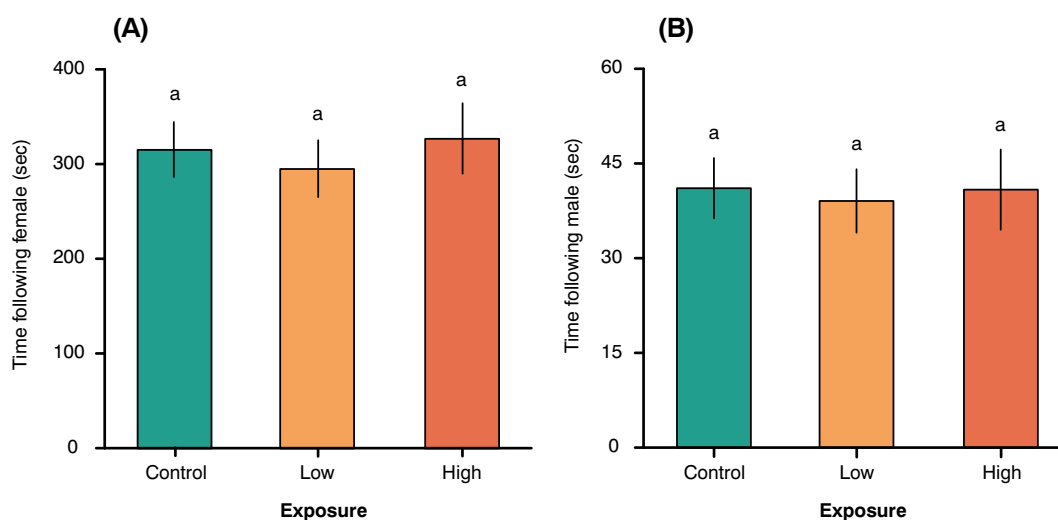 (A)
Time following female (sec)
400
300
200
100
0
a
a
a
Control
Low
High
Exposure
(B)
Time following male (sec)
60
45
30
15
0
a
a
a
Control
Low
High
Exposure